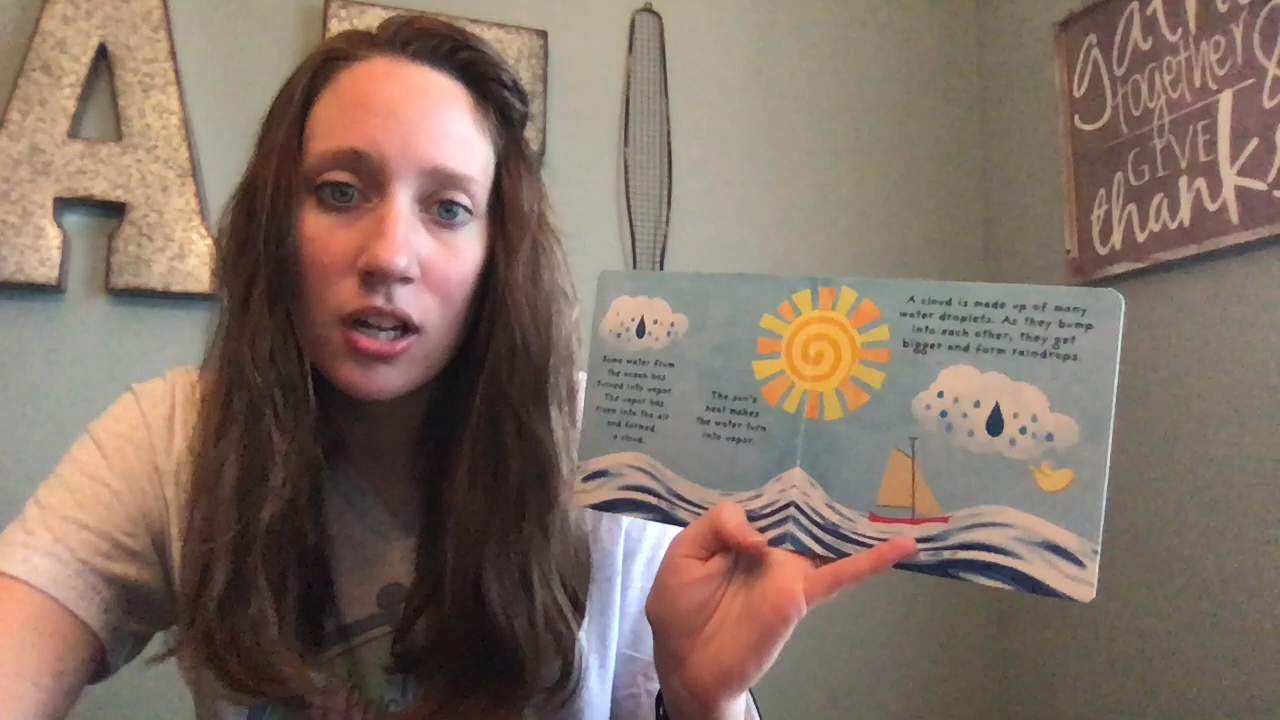 A
gather
together &
GIVE
thanks
Some water from
the ocean has
turned into vapor.
The vapor has
risen into the air
and formed
a cloud.
The sun's
heat makes
the water turn
into vapor.
A cloud is made up of many
water droplets. As they bump
into each other, they get
bigger and form raindrops.